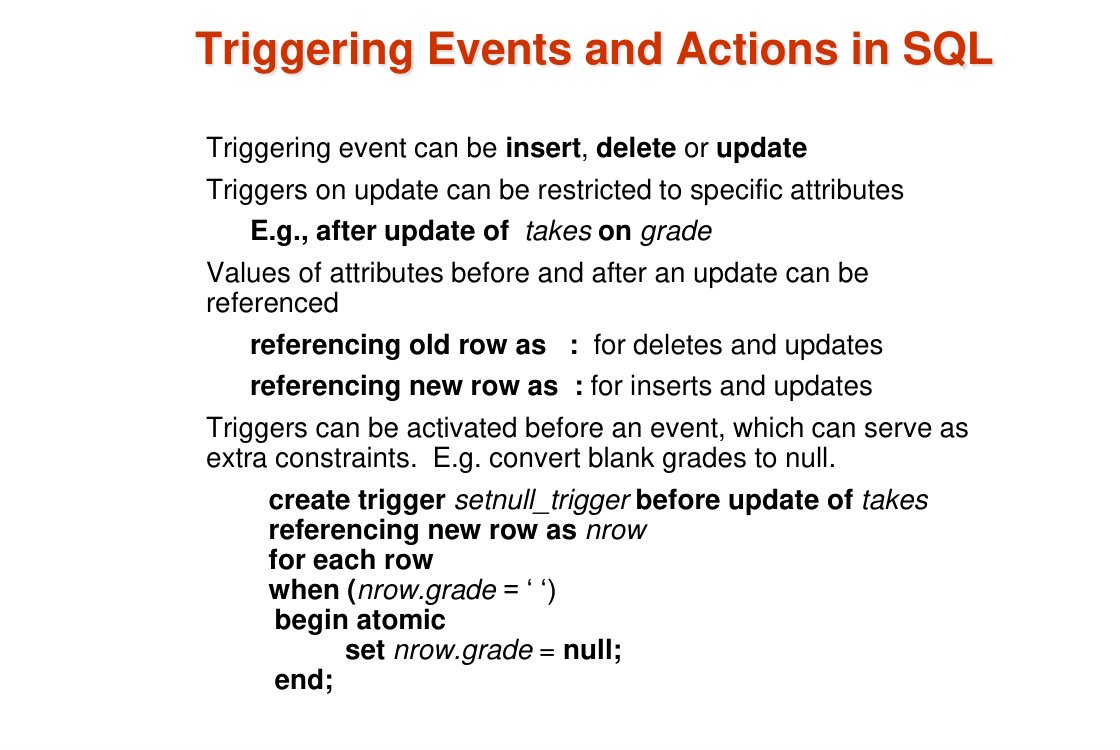 Triggering Events and Actions in SQL
Triggering event can be insert, delete or update
Triggers on update can be restricted to specific attributes
E.g., after update of takes on grade
Values of attributes before and after an update can be
referenced
referencing old row as : for deletes and updates
referencing new row as : for inserts and updates
Triggers can be activated before an event, which can serve as
extra constraints. E.g. convert blank grades to null.
create trigger setnull_trigger before update of takes
referencing new row as nrow
for each row
when (nrow.grade = ‘ ‘)
begin atomic
set nrow.grade = null;
end;